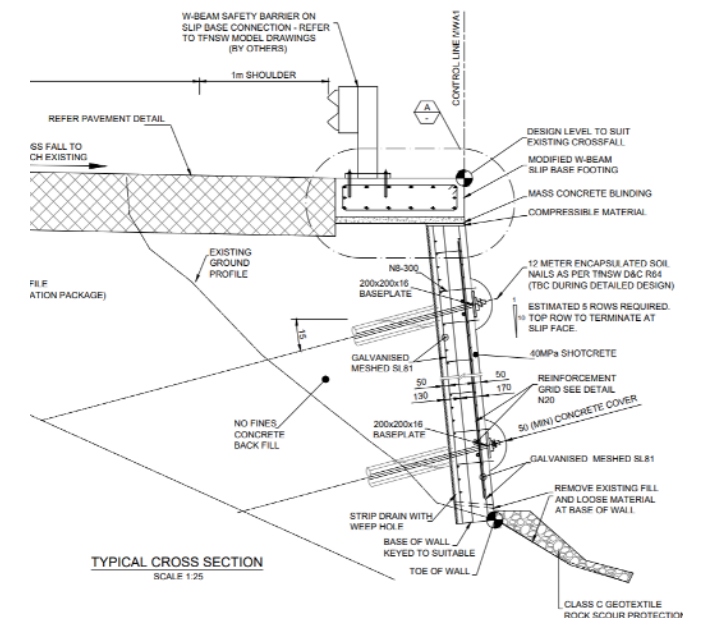 W-BEAM SAFETY BARRIER ON
SLIP BASE CONNECTION - REFER
TO TFNSW MODEL DRAWINGS
(BY OTHERS)
CONTROL LINE MWA1
1m SHOULDER
A
-
REFER PAVEMENT DETAIL
DESIGN LEVEL TO SUIT
EXISTING CROSSFALL
SS FALL TO
CH EXISTING
MODIFIED W-BEAM
SLIP BASE FOOTING
MASS CONCRETE BLINDING
COMPRESSIBLE MATERIAL
EXISTING
GROUND
PROFILE
N8-300
200x200x16
BASEPLATE
12 METER ENCAPSULATED SOIL
NAILS AS PER TfNSW D&C R64
(TBC DURING DETAILED DESIGN)
FILE
ATION PACKAGE)
1
10
ESTIMATED 5 ROWS REQUIRED.
TOP ROW TO TERMINATE AT
SLIP FACE.
15
GALVANISED
MESHED SL81
40MPa SHOTCRETE
50
50
130
170
REINFORCEMENT
GRID SEE DETAIL
N20
NO FINES
CONCRETE
BACK FILL
200x200x16
BASEPLATE
50 (MIN) CONCRETE COVER
GALVANISED MESHED SL81
REMOVE EXISTING FILL
AND LOOSE MATERIAL
AT BASE OF WALL
STRIP DRAIN WITH
WEEP HOLE
BASE OF WALL
KEYED TO SUITABLE
TOE OF WALL
TYPICAL CROSS SECTION
SCALE 1:25
CLASS C GEOTEXTILE
ROCK SCOUR PROTECTION